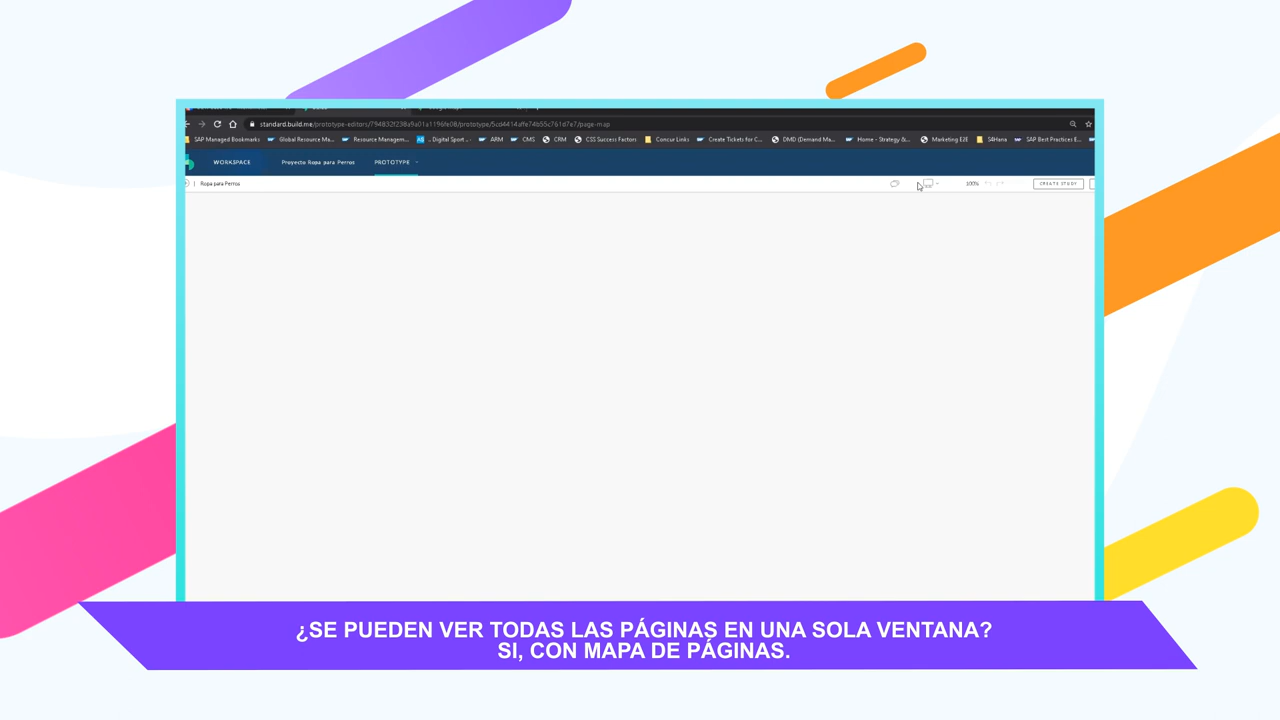 standard.build.me/prototype-editors/794832f238a9a01a1196fe08/prototype/5cd4414affe74b55c761d7e7/page-map
SAP Managed Bookmarks Global Resource Ma... Resource Managem... .. Digital Sport ... ARM CMS CRM CSS Success Factors Concur Links Create Tickets for C... DMD (Demand Ma... Home - Strategy &... Marketing E2E S4Hana SAP Best Practices E...
WORKSPACE Proyecto Ropa para Perros PROTOTYPE
Ropa para Perros 100% CREATE STUDY
¿SE PUEDEN VER TODAS LAS PÁGINAS EN UNA SOLA VENTANA?
SI, CON MAPA DE PÁGINAS.